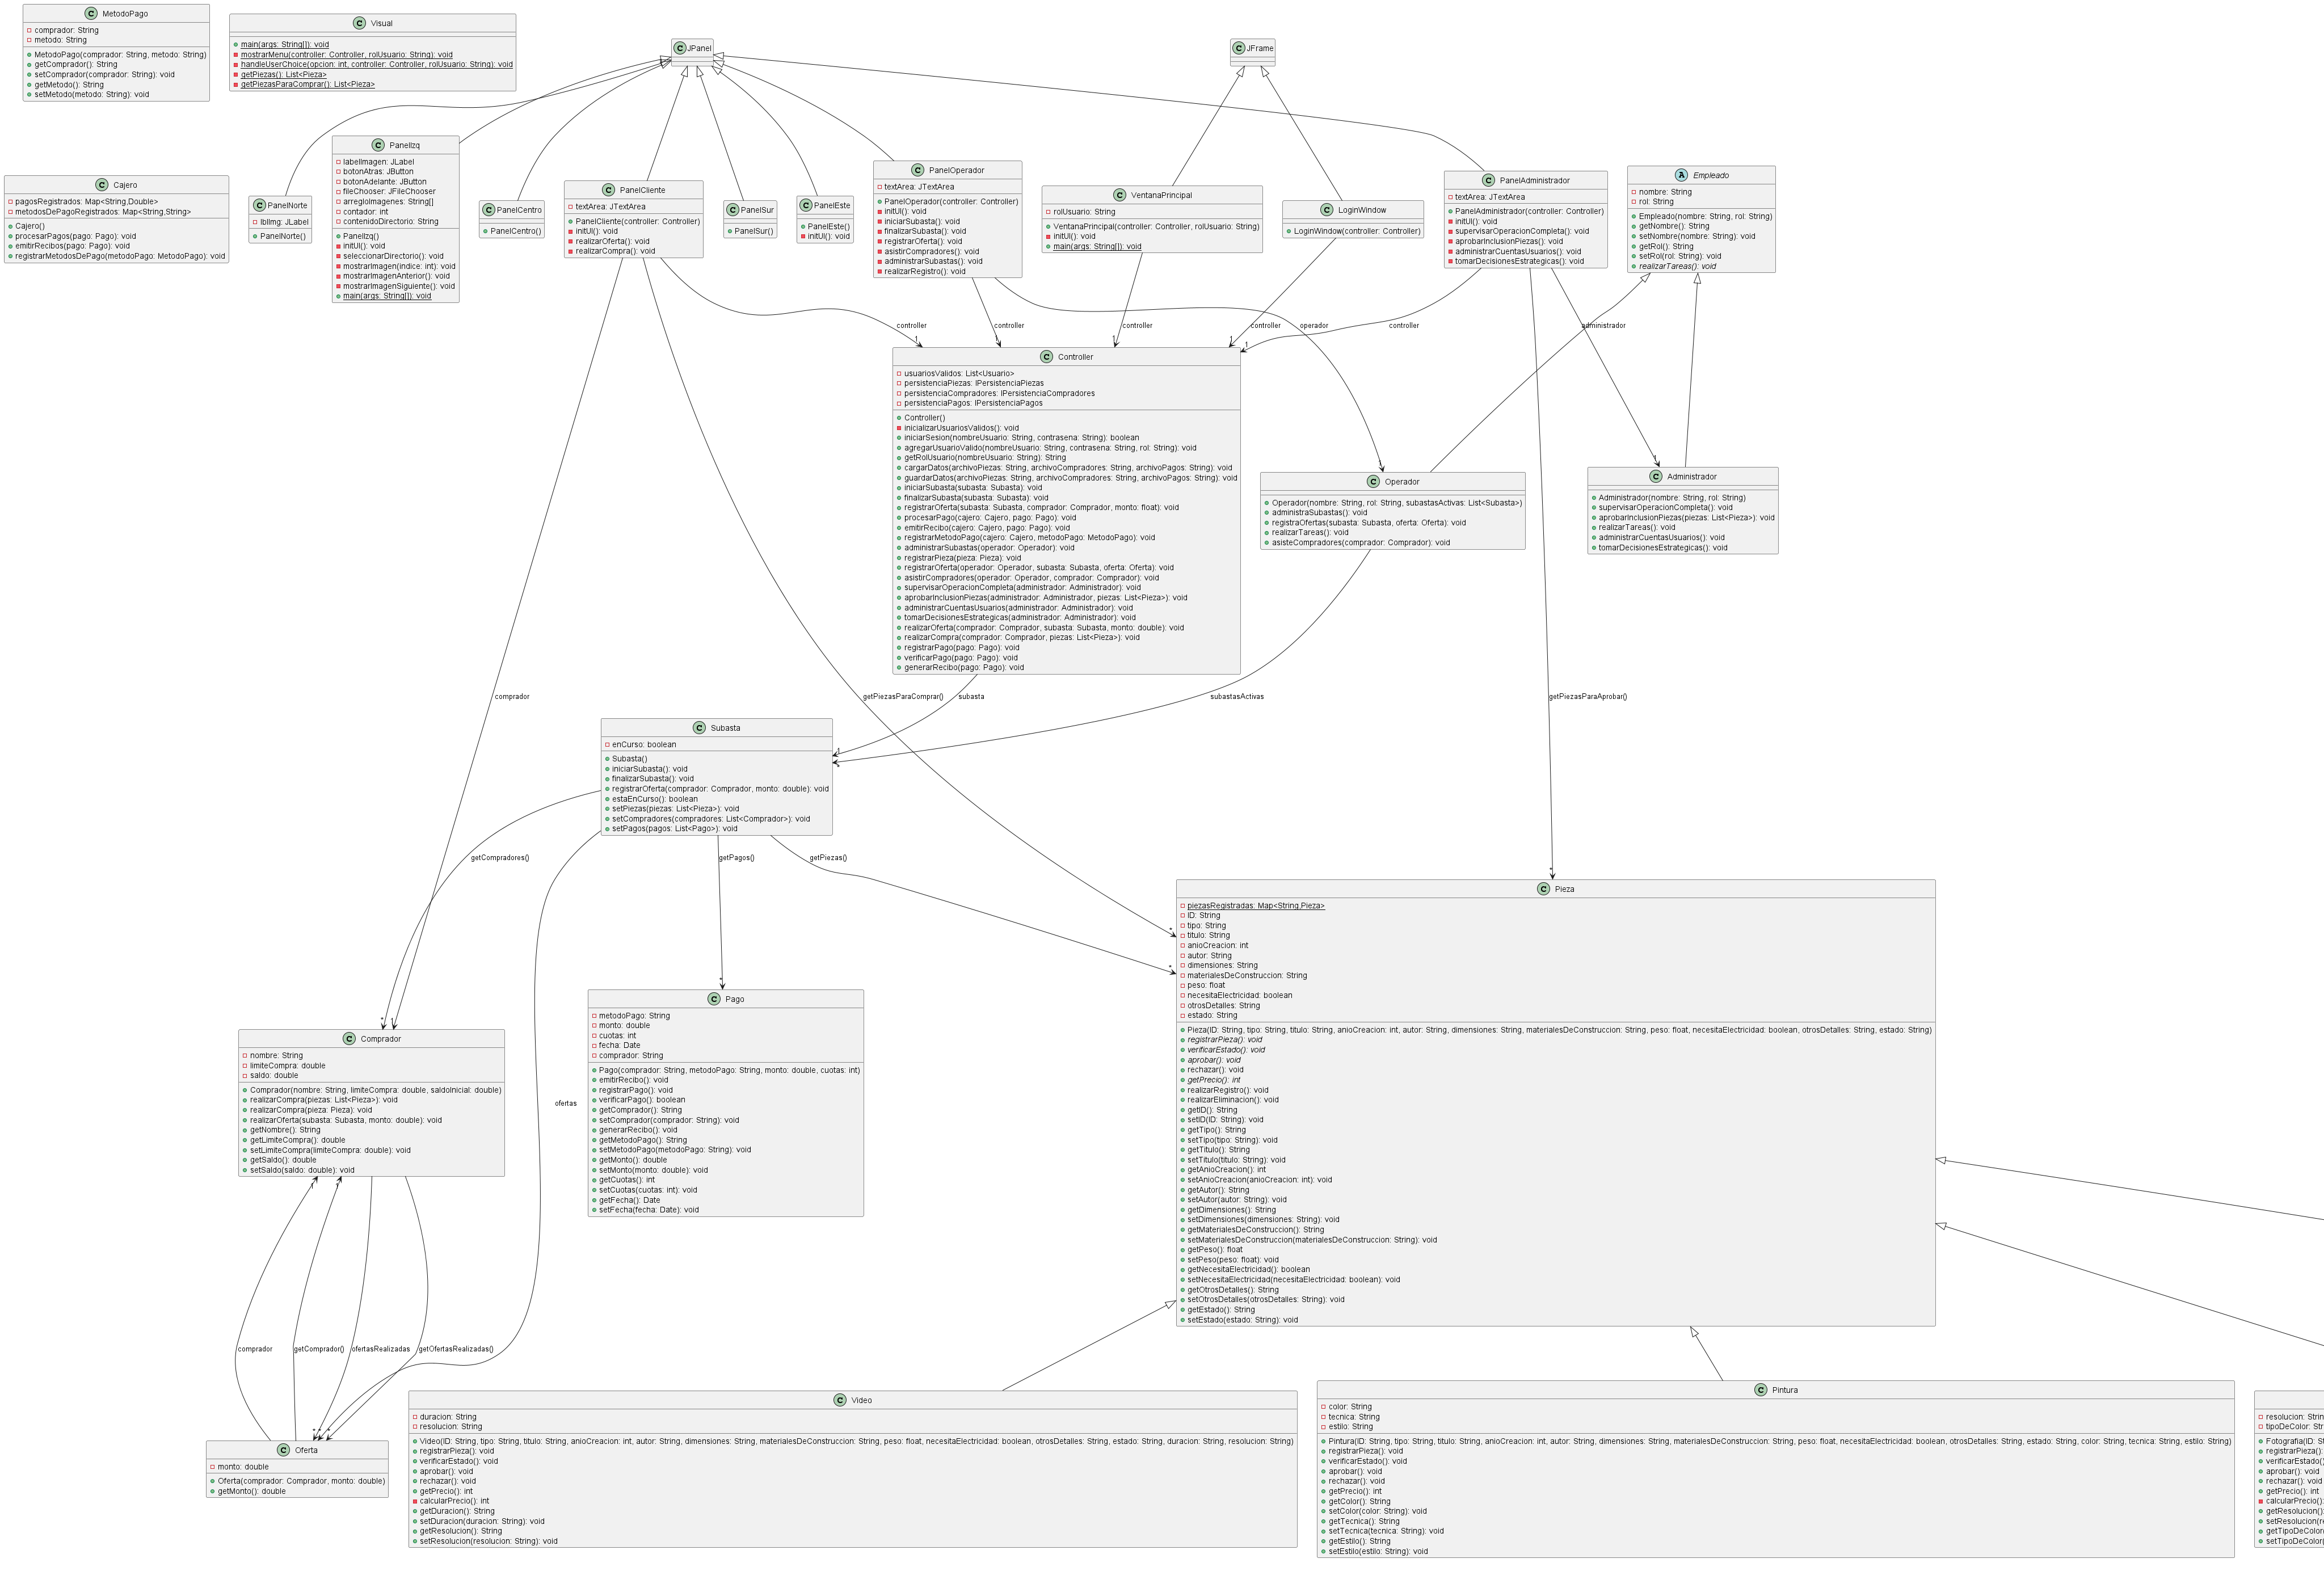 MetodoPago
comprador: String
metodo: String
MetodoPago(comprador: String, metodo: String)
getComprador(): String
setComprador(comprador: String): void
getMetodo(): String
setMetodo(metodo: String): void
Visual
main(args: String[]): void
mostrarMenu(controller: Controller, rolUsuario: String): void
handleUserChoice(opcion: int, controller: Controller, rolUsuario: String): void
getPiezas(): List<Pieza>
getPiezasParaComprar(): List<Pieza>
JPanel
JFrame
Cajero
pagosRegistrados: Map<String,Double>
metodosDePagoRegistrados: Map<String,String>
Cajero()
procesarPagos(pago: Pago): void
emitirRecibos(pago: Pago): void
registrarMetodosDePago(metodoPago: MetodoPago): void
PanelNorte
lblImg: JLabel
PanelNorte()
PanelIzq
labelImagen: JLabel
botonAtras: JButton
botonAdelante: JButton
fileChooser: JFileChooser
arregloImagenes: String[]
contador: int
contenidoDirectorio: String
PanelIzq()
initUI(): void
seleccionarDirectorio(): void
mostrarImagen(indice: int): void
mostrarImagenAnterior(): void
mostrarImagenSiguiente(): void
main(args: String[]): void
PanelCentro
PanelCentro()
PanelCliente
textArea: JTextArea
PanelCliente(controller: Controller)
initUI(): void
realizarOferta(): void
realizarCompra(): void
PanelSur
PanelSur()
PanelEste
PanelEste()
initUI(): void
PanelOperador
textArea: JTextArea
PanelOperador(controller: Controller)
initUI(): void
iniciarSubasta(): void
finalizarSubasta(): void
registrarOferta(): void
asistirCompradores(): void
administrarSubastas(): void
realizarRegistro(): void
VentanaPrincipal
rolUsuario: String
VentanaPrincipal(controller: Controller, rolUsuario: String)
initUI(): void
main(args: String[]): void
LoginWindow
LoginWindow(controller: Controller)
PanelAdministrador
textArea: JTextArea
PanelAdministrador(controller: Controller)
initUI(): void
supervisarOperacionCompleta(): void
aprobarInclusionPiezas(): void
administrarCuentasUsuarios(): void
tomarDecisionesEstrategicas(): void
Empleado
nombre: String
rol: String
Empleado(nombre: String, rol: String)
getNombre(): String
setNombre(nombre: String): void
getRol(): String
setRol(rol: String): void
realizarTareas(): void
controller
controller
controller
controller
controller
operador
administrador
1
1
1
1
1
Controller
usuariosValidos: List<Usuario>
persistenciaPiezas: IPersistenciaPiezas
persistenciaCompradores: IPersistenciaCompradores
persistenciaPagos: IPersistenciaPagos
Controller()
inicializarUsuariosValidos(): void
iniciarSesion(nombreUsuario: String, contrasena: String): boolean
agregarUsuarioValido(nombreUsuario: String, contrasena: String, rol: String): void
getRolUsuario(nombreUsuario: String): String
cargarDatos(archivoPiezas: String, archivoCompradores: String, archivoPagos: String): void
guardarDatos(archivoPiezas: String, archivoCompradores: String, archivoPagos: String): void
iniciarSubasta(subasta: Subasta): void
finalizarSubasta(subasta: Subasta): void
registrarOferta(subasta: Subasta, comprador: Comprador, monto: float): void
procesarPago(cajero: Cajero, pago: Pago): void
emitirRecibo(cajero: Cajero, pago: Pago): void
registrarMetodoPago(cajero: Cajero, metodoPago: MetodoPago): void
administrarSubastas(operador: Operador): void
registrarPieza(pieza: Pieza): void
registrarOferta(operador: Operador, subasta: Subasta, oferta: Oferta): void
asistirCompradores(operador: Operador, comprador: Comprador): void
supervisarOperacionCompleta(administrador: Administrador): void
aprobarInclusionPiezas(administrador: Administrador, piezas: List<Pieza>): void
administrarCuentasUsuarios(administrador: Administrador): void
tomarDecisionesEstrategicas(administrador: Administrador): void
realizarOferta(comprador: Comprador, subasta: Subasta, monto: double): void
realizarCompra(comprador: Comprador, piezas: List<Pieza>): void
registrarPago(pago: Pago): void
verificarPago(pago: Pago): void
generarRecibo(pago: Pago): void
1
Operador
Operador(nombre: String, rol: String, subastasActivas: List<Subasta>)
administraSubastas(): void
registraOfertas(subasta: Subasta, oferta: Oferta): void
realizarTareas(): void
asisteCompradores(comprador: Comprador): void
1
Administrador
Administrador(nombre: String, rol: String)
supervisarOperacionCompleta(): void
aprobarInclusionPiezas(piezas: List<Pieza>): void
realizarTareas(): void
administrarCuentasUsuarios(): void
tomarDecisionesEstrategicas(): void
comprador
getPiezasParaComprar()
subasta
subastasActivas
getPiezasParaAprobar()
Subasta
enCurso: boolean
Subasta()
iniciarSubasta(): void
finalizarSubasta(): void
registrarOferta(comprador: Comprador, monto: double): void
estaEnCurso(): boolean
setPiezas(piezas: List<Pieza>): void
setCompradores(compradores: List<Comprador>): void
setPagos(pagos: List<Pago>): void
1
*
getCompradores()
getPagos()
getPiezas()
*
*
*
Pieza
piezasRegistradas: Map<String,Pieza>
ID: String
tipo: String
titulo: String
anioCreacion: int
autor: String
dimensiones: String
materialesDeConstruccion: String
peso: float
necesitaElectricidad: boolean
otrosDetalles: String
estado: String
Pieza(ID: String, tipo: String, titulo: String, anioCreacion: int, autor: String, dimensiones: String, materialesDeConstruccion: String, peso: float, necesitaElectricidad: boolean, otrosDetalles: String, estado: String)
registrarPieza(): void
verificarEstado(): void
aprobar(): void
rechazar(): void
getPrecio(): int
realizarRegistro(): void
realizarEliminacion(): void
getID(): String
setID(ID: String): void
getTipo(): String
setTipo(tipo: String): void
getTitulo(): String
setTitulo(titulo: String): void
getAnioCreacion(): int
setAnioCreacion(anioCreacion: int): void
getAutor(): String
setAutor(autor: String): void
getDimensiones(): String
setDimensiones(dimensiones: String): void
getMaterialesDeConstruccion(): String
setMaterialesDeConstruccion(materialesDeConstruccion: String): void
getPeso(): float
setPeso(peso: float): void
getNecesitaElectricidad(): boolean
setNecesitaElectricidad(necesitaElectricidad: boolean): void
getOtrosDetalles(): String
setOtrosDetalles(otrosDetalles: String): void
getEstado(): String
setEstado(estado: String): void
*
Pago
metodoPago: String
monto: double
cuotas: int
fecha: Date
comprador: String
Pago(comprador: String, metodoPago: String, monto: double, cuotas: int)
emitirRecibo(): void
registrarPago(): void
verificarPago(): boolean
getComprador(): String
setComprador(comprador: String): void
generarRecibo(): void
getMetodoPago(): String
setMetodoPago(metodoPago: String): void
getMonto(): double
setMonto(monto: double): void
getCuotas(): int
setCuotas(cuotas: int): void
getFecha(): Date
setFecha(fecha: Date): void
*
1
Comprador
nombre: String
limiteCompra: double
saldo: double
Comprador(nombre: String, limiteCompra: double, saldoInicial: double)
realizarCompra(piezas: List<Pieza>): void
realizarCompra(pieza: Pieza): void
realizarOferta(subasta: Subasta, monto: double): void
getNombre(): String
getLimiteCompra(): double
setLimiteCompra(limiteCompra: double): void
getSaldo(): double
setSaldo(saldo: double): void
ofertas
1
comprador
getComprador()
ofertasRealizadas
getOfertasRealizadas()
*
Oferta
monto: double
Oferta(comprador: Comprador, monto: double)
getMonto(): double
Video
duracion: String
resolucion: String
Video(ID: String, tipo: String, titulo: String, anioCreacion: int, autor: String, dimensiones: String, materialesDeConstruccion: String, peso: float, necesitaElectricidad: boolean, otrosDetalles: String, estado: String, duracion: String, resolucion: String)
registrarPieza(): void
verificarEstado(): void
aprobar(): void
rechazar(): void
getPrecio(): int
calcularPrecio(): int
getDuracion(): String
setDuracion(duracion: String): void
getResolucion(): String
setResolucion(resolucion: String): void
Pintura
color: String
tecnica: String
estilo: String
Pintura(ID: String, tipo: String, titulo: String, anioCreacion: int, autor: String, dimensiones: String, materialesDeConstruccion: String, peso: float, necesitaElectricidad: boolean, otrosDetalles: String, estado: String, color: String, tecnica: String, estilo: String)
registrarPieza(): void
verificarEstado(): void
aprobar(): void
rechazar(): void
getPrecio(): int
getColor(): String
setColor(color: String): void
getTecnica(): String
setTecnica(tecnica: String): void
getEstilo(): String
setEstilo(estilo: String): void
resolucion:
tipoDeColor:
Fotografia(ID:
registrarPieza():
verificarEstado()
aprobar(): void
rechazar(): void
getPrecio(): int
calcularPrecio():
getResolucion():
getTipoDeColor
setTipoDeColor(